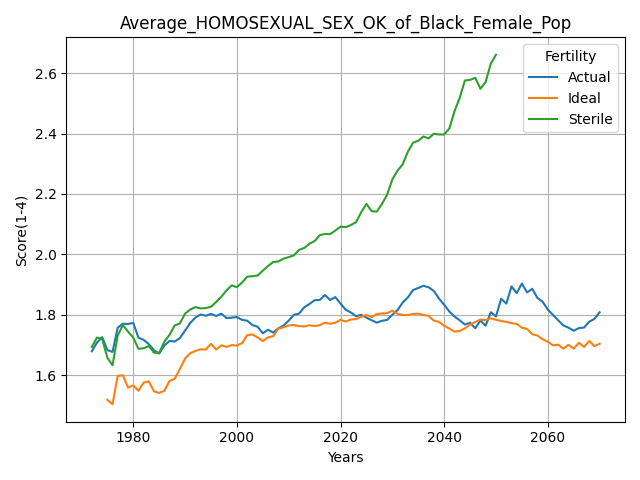 Average_HOMOSEXUAL_SEX_OK_of_Black_Female_Pop
Fertility
Actual
Ideal
Sterile
Score(1-4)
2.6
2.4
2.2
2.0
1.8
1.6
1980 2000 2020 2040 2060
Years